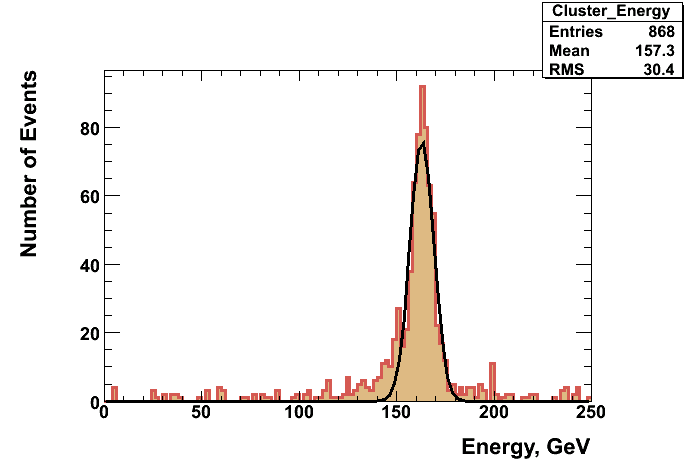 Cluster_Energy
Entries 868
Mean 157.3
RMS 30.4
Number of Events
80
60
40
20
0
0 50 100 150 200 250
Energy, GeV